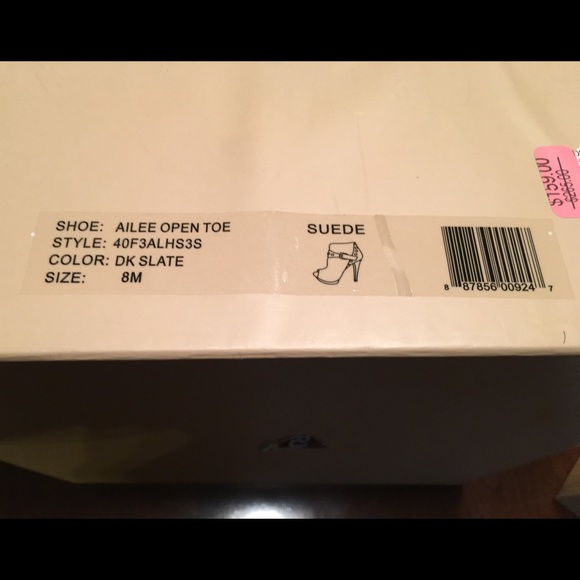 SHOE: AILEE OPEN TOE
STYLE: 40F3ALHS3S
COLOR: DK SLATE
SIZE: 8M
SUEDE
8 87856 00924 7
$159.00